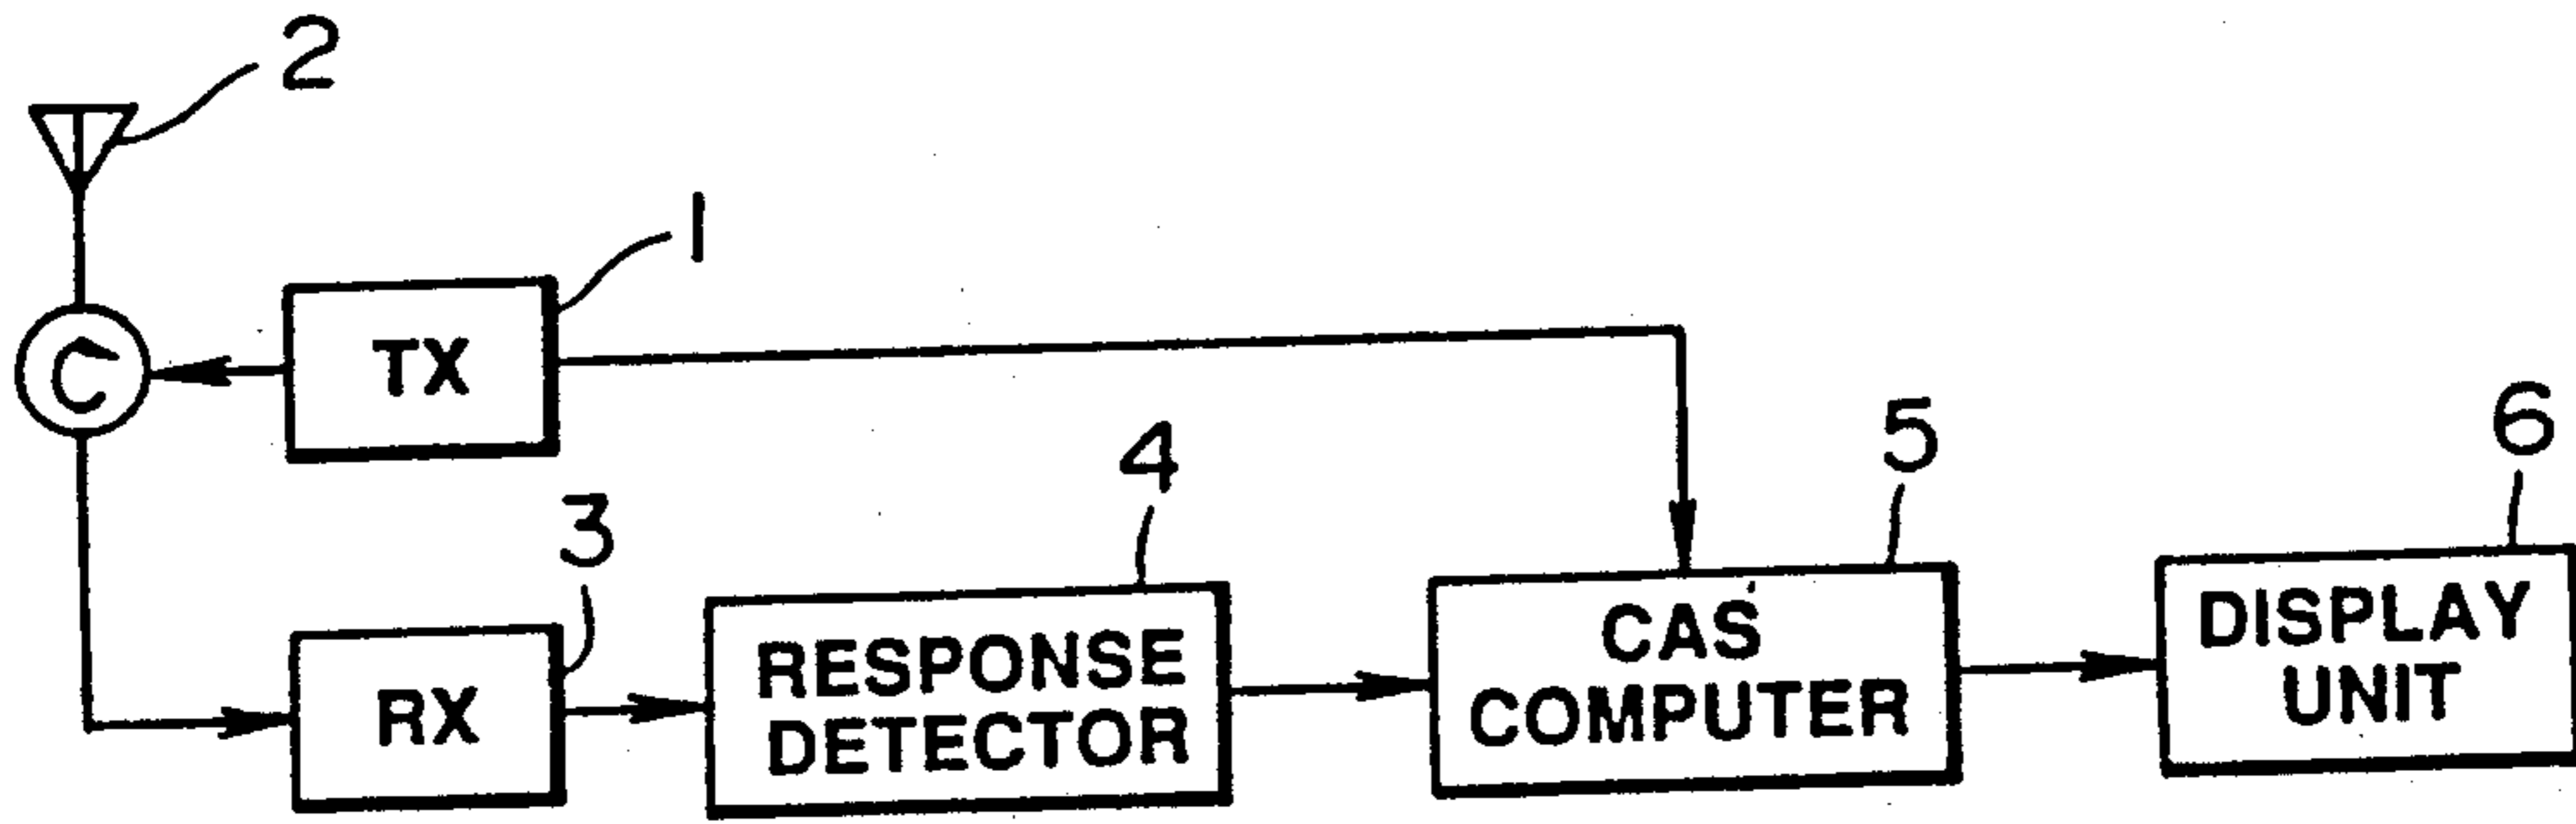 2
1
TX
C
3
RX
4
RESPONSE
DETECTOR
5
CAS
COMPUTER
6
DISPLAY
UNIT